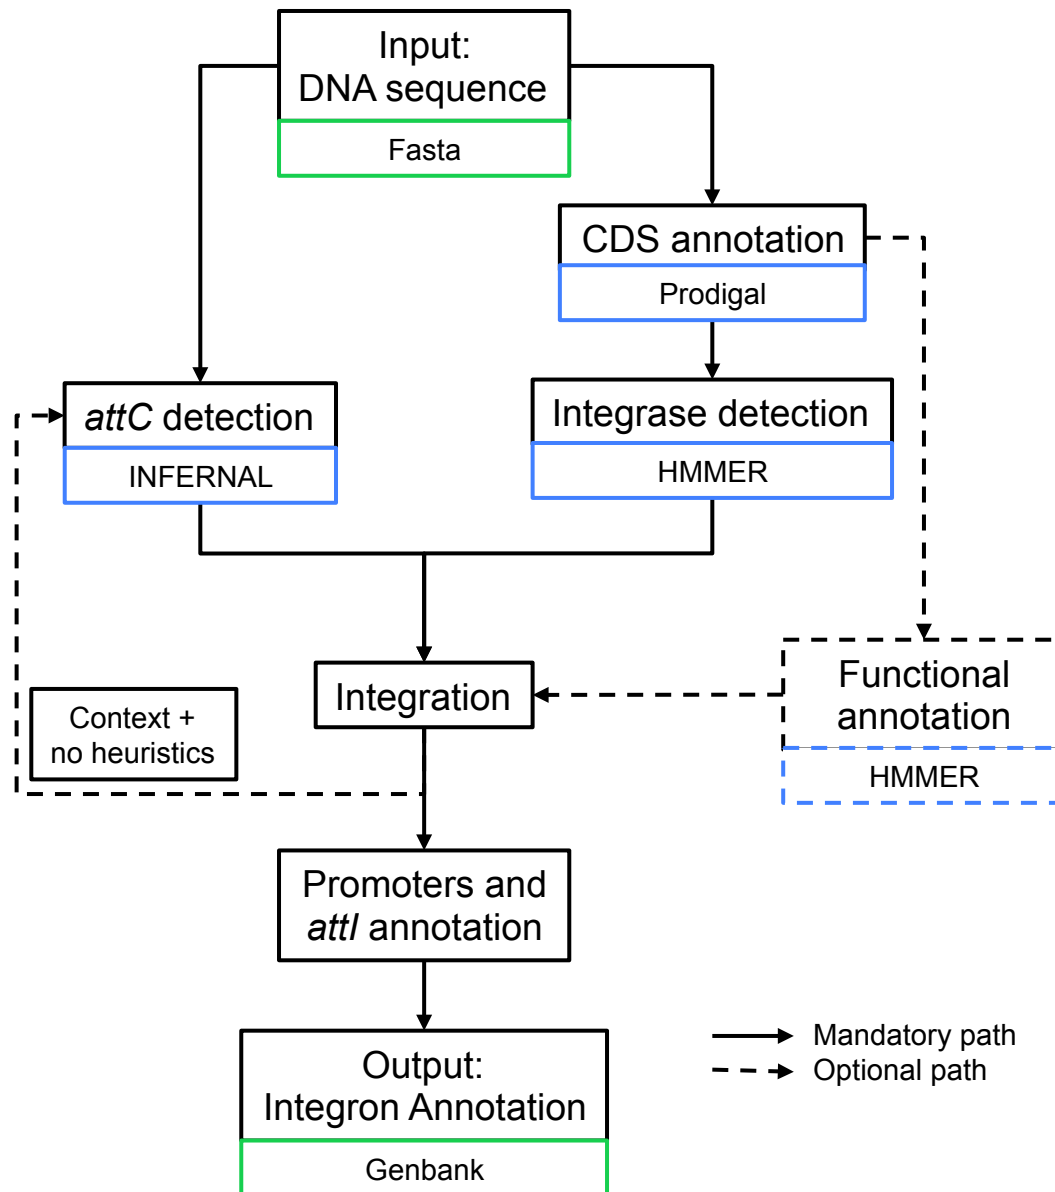 Input:
DNA sequence
Fasta
CDS annotation
Prodigal
attC detection
INFERNAL
Integrase detection
HMMER
Integration
Functional
annotation
HMMER
Context +
no heuristics
Promoters and
attI annotation
Output:
Integron Annotation
Genbank
Mandatory path
Optional path